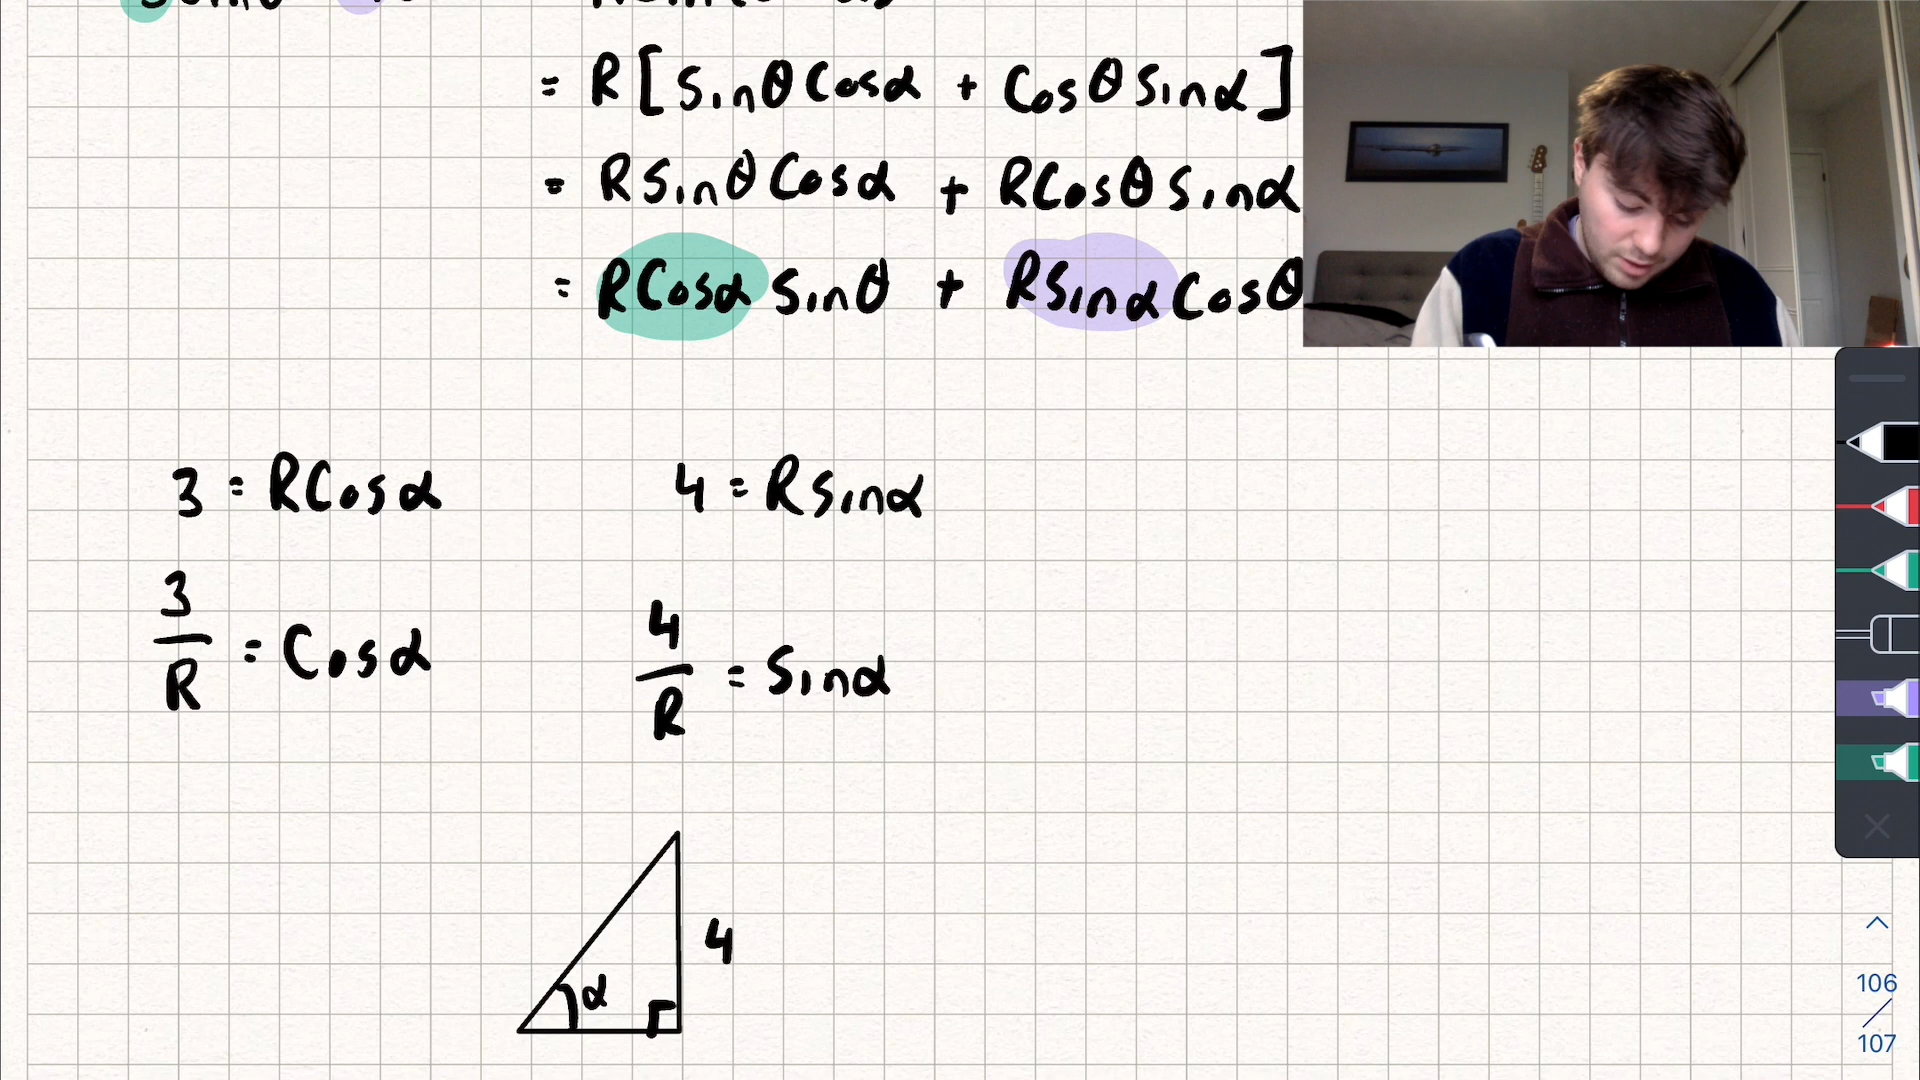 = R[Sinθ Cosα + Cosθ Sinα]
= RSinθ Cosα + RCosθ Sinα
= RCosα Sinθ + RSinα Cosθ
3 = RCosα 4 = RSinα
3/R = Cosα 4/R = Sinα
4
α
106
/
107